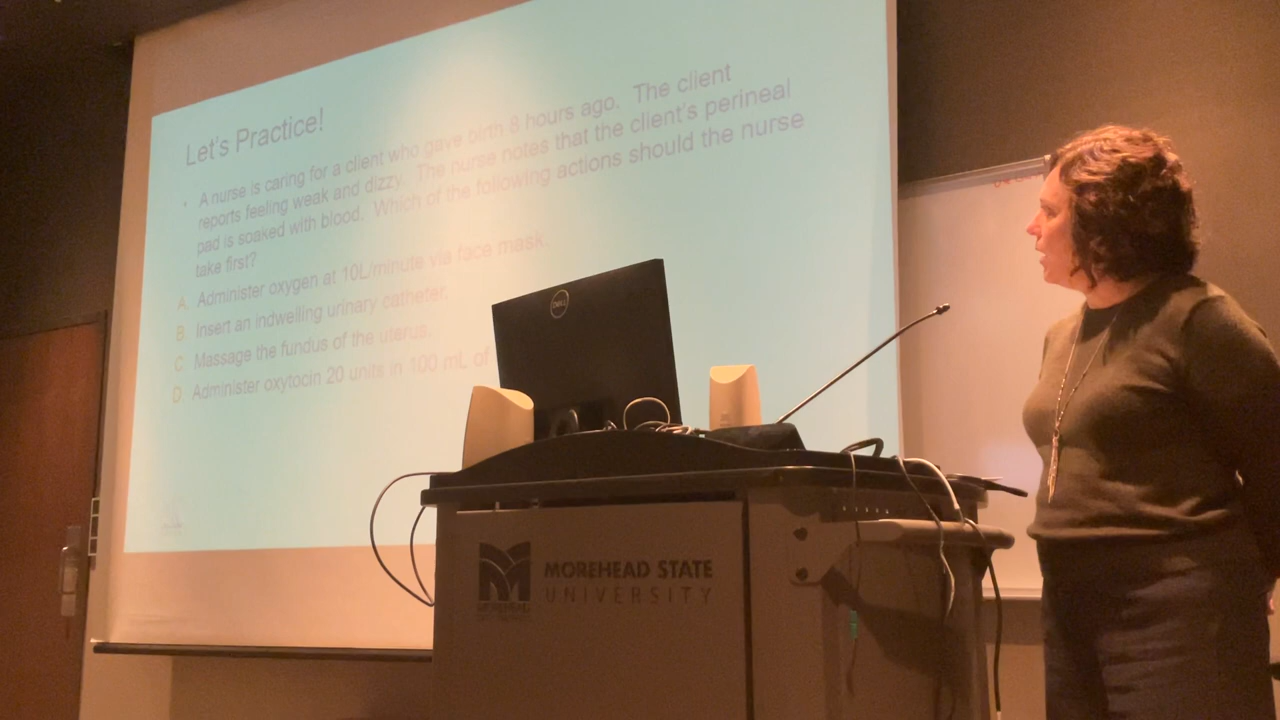 Let's Practice!
• A nurse is caring for a client who gave birth 8 hours ago. The client
reports feeling weak and dizzy. The nurse notes that the client's perineal
pad is soaked with blood. Which of the following actions should the nurse
take first?
A. Administer oxygen at 10L/minute via face mask.
B. Insert an indwelling urinary catheter.
C. Massage the fundus of the uterus.
D. Administer oxytocin 20 units in 100 mL of
DELL
MOREHEAD STATE
UNIVERSITY